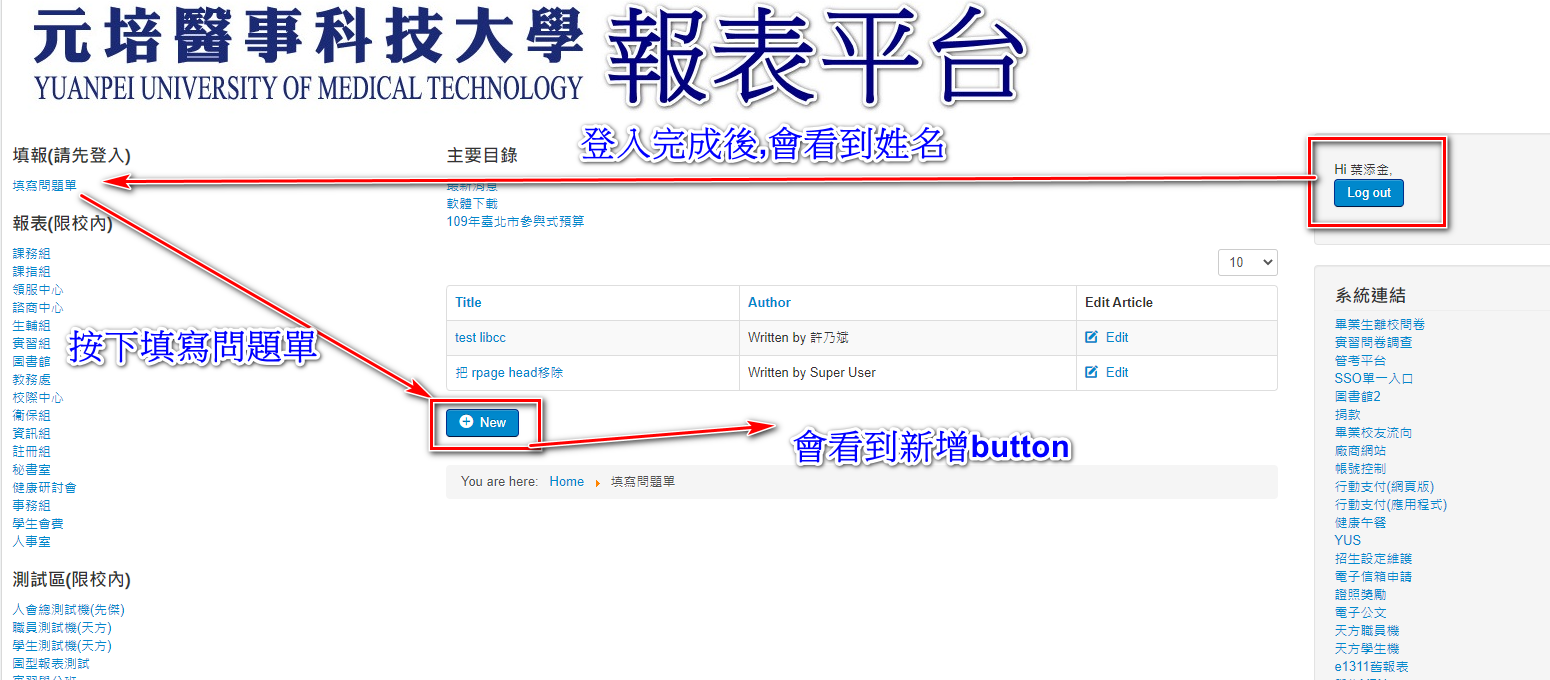 元培醫事科技大學
YUANPEI UNIVERSITY OF MEDICAL TECHNOLOGY
報表平台
登入完成後,會看到姓名
填報(請先登入)
填寫問題單
報表(限校內)
課務組
課指組
領服中心
諮商中心
生輔組
實習組
圖書館
教務處
校際中心
衛保組
資訊組
註冊組
秘書室
健康研討會
事務組
學生會費
人事室
測試區(限校內)
人會總測試機(先傑)
職員測試機(天方)
學生測試機(天方)
圖型報表測試
按下填寫問題單
主要目錄
最新消息
軟體下載
109年臺北市參與式預算
10
Title Author Edit Article
test libcc Written by 許乃斌 Edit
把 rpage head移除 Written by Super User Edit
New
會看到新增button
You are here: Home 填寫問題單
Hi 葉添金,
Log out
系統連結
畢業生離校問卷
實習問卷調查
管考平台
SSO單一入口
圖書館2
捐款
畢業校友流向
廠商網站
帳號控制
行動支付(網頁版)
行動支付(應用程式)
健康午餐
YUS
招生設定維護
電子信箱申請
證照獎勵
電子公文
天方職員機
天方學生機
e1311舊報表